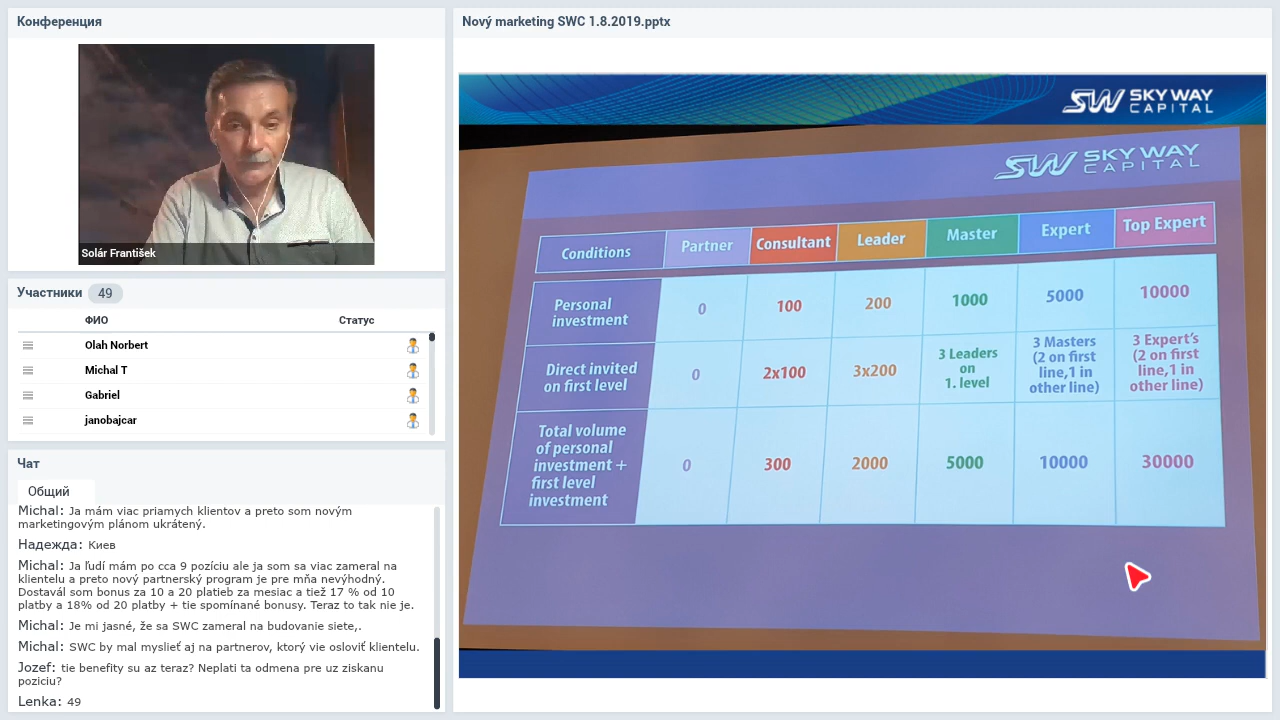 Конференция
Solár František
Участники 49
ФИО Статус
Olah Norbert
Michal T
Gabriel
janobajcar
Чат
Общий
Michal: Ja mám viac priamych klientov a preto som novým
marketingovým plánom ukrátený.
Надежда: Киев
Michal: Ja ľudí mám po cca 9 pozíciu ale ja som sa viac zameral na
klientelu a preto nový partnerský program je pre mňa nevýhodný.
Dostával som bonus za 10 a 20 platieb za mesiac a tiež 17 % od 10
platby a 18% od 20 platby + tie spomínané bonusy. Teraz to tak nie je.
Michal: Je mi jasné, že sa SWC zameral na budovanie siete,.
Michal: SWC by mal myslieť aj na partnerov, ktorý vie osloviť klientelu.
Jozef: tie benefity su az teraz? Neplati ta odmena pre uz ziskanu
poziciu?
Lenka: 49
Nový marketing SWC 1.8.2019.pptx
SW SKY WAY
CAPITAL
SW SKY WAY
CAPITAL
Conditions Partner Consultant Leader Master Expert Top Expert
Personal
investment
0 100 200 1000 5000 10000
Direct invited
on first level
0 2x100 3x200
3 Leaders
on
1. level
3 Masters
(2 on first
line,1 in
other line)
3 Expert's
(2 on first
line,1 in
other line)
Total volume
of personal
investment +
first level
investment
0 300 2000 5000 10000 30000